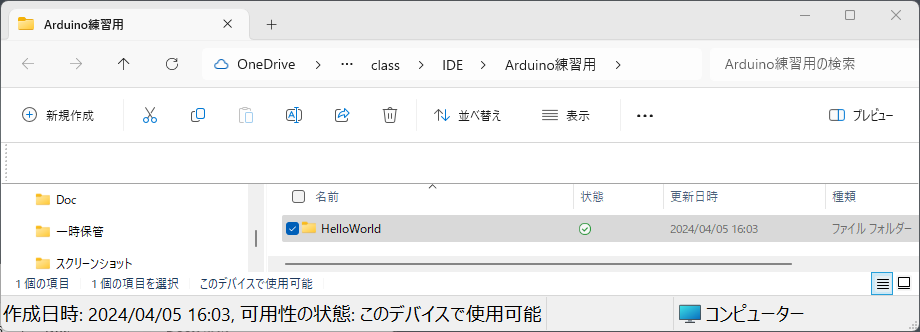 Arduino練習用
OneDrive > ··· class > IDE > Arduino練習用 > Arduino練習用の検索
新規作成 並べ替え 表示 ··· プレビュー
名前 状態 更新日時 種類
Doc
HelloWorld 2024/04/05 16:03 ファイル フォルダー
一時保管
スクリーンショット
1 個の項目 1 個の項目を選択 このデバイスで使用可能
作成日時: 2024/04/05 16:03, 可用性の状態: このデバイスで使用可能 コンピューター